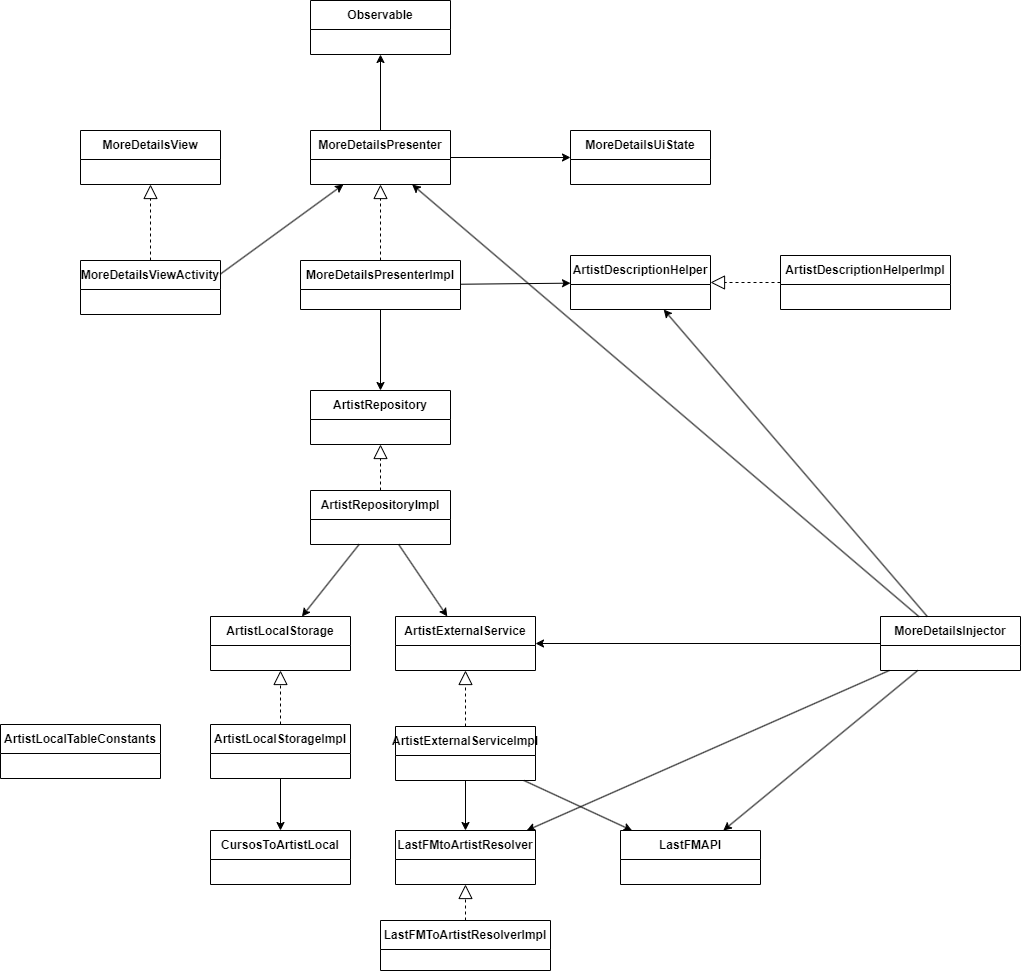 Observable
MoreDetailsView
MoreDetailsPresenter
MoreDetailsUiState
MoreDetailsViewActivity
MoreDetailsPresenterImpl
ArtistDescriptionHelper
ArtistDescriptionHelperImpl
ArtistRepository
ArtistRepositoryImpl
ArtistLocalStorage
ArtistExternalService
MoreDetailsInjector
ArtistLocalTableConstants
ArtistLocalStorageImpl
ArtistExternalServiceImpl
CursosToArtistLocal
LastFMtoArtistResolver
LastFMAPI
LastFMToArtistResolverImpl